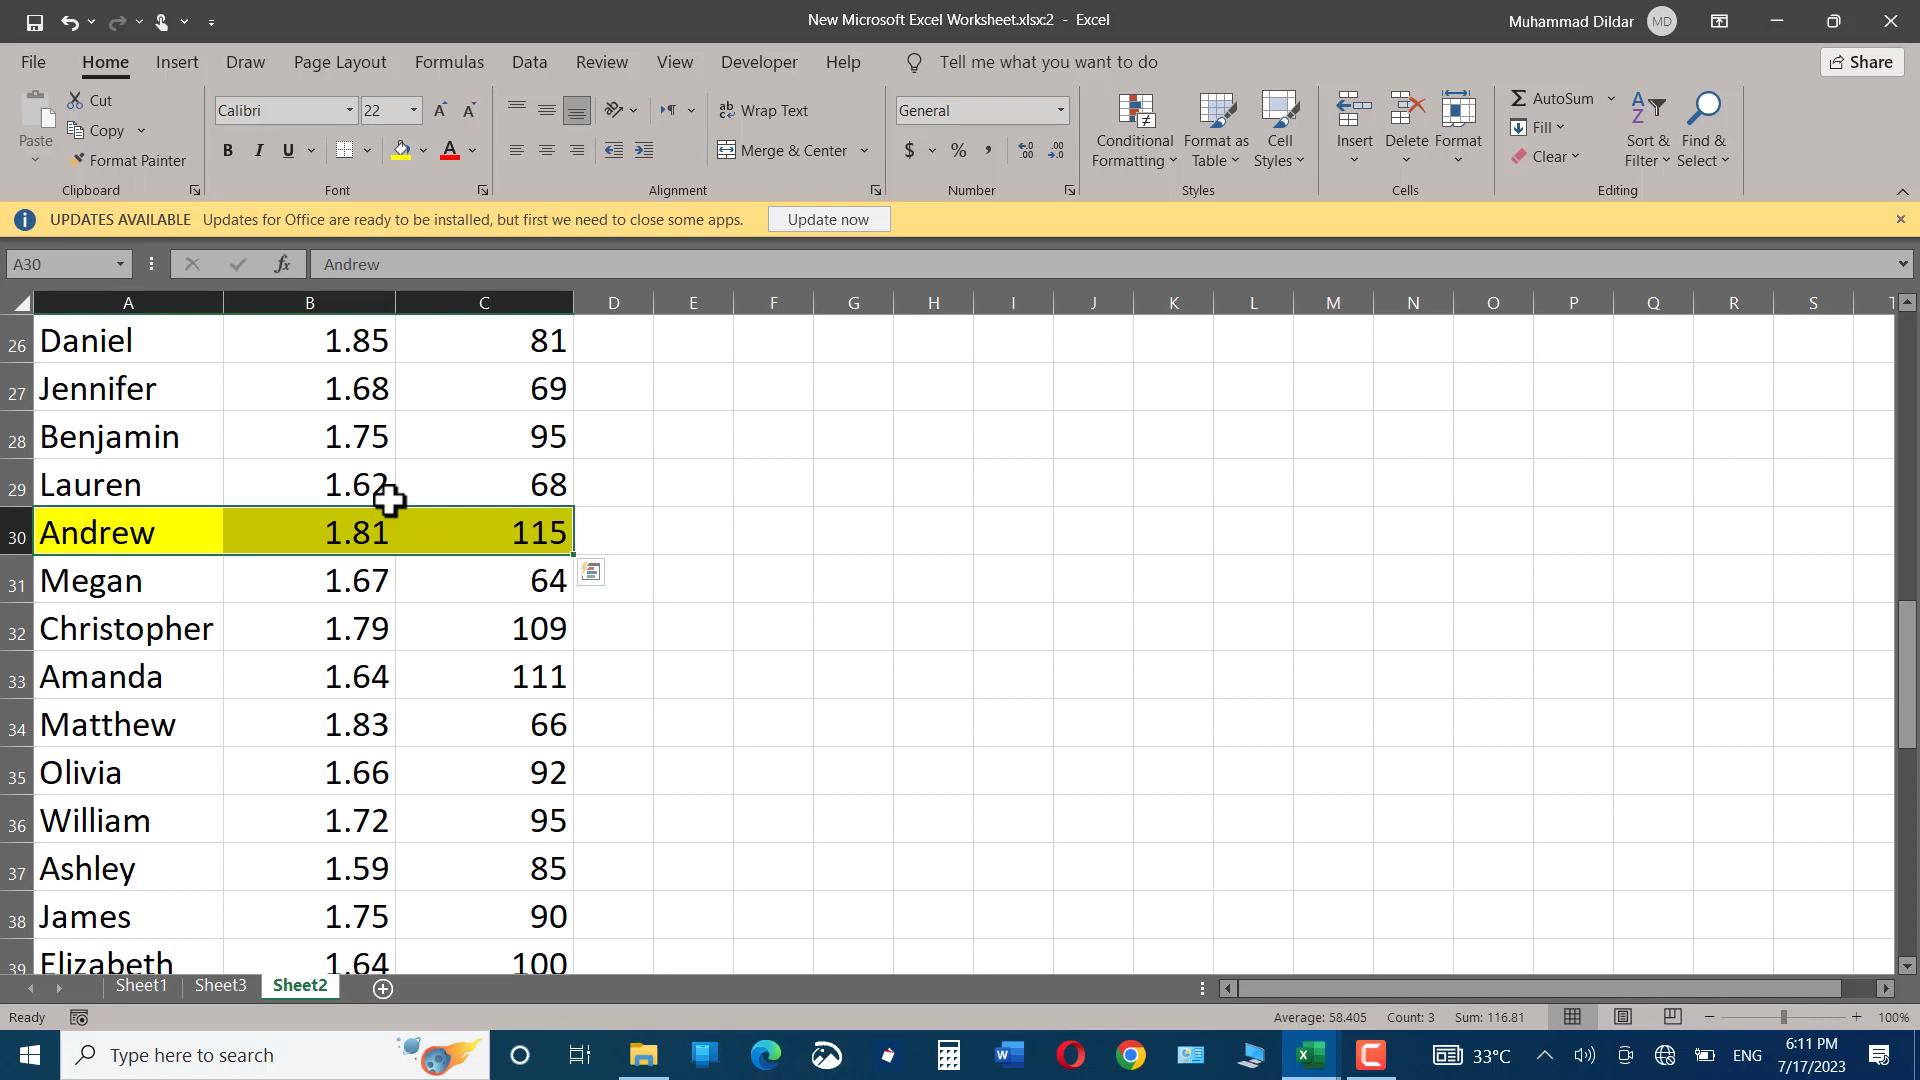 New Microsoft Excel Worksheet.xlsx:2 - Excel
Muhammad Dildar MD
File Home Insert Draw Page Layout Formulas Data Review View Developer Help Tell me what you want to do Share
Paste
Cut
Copy
Format Painter
Clipboard
Calibri 22
B I U A
Font
Wrap Text
Merge & Center
Alignment
General
$ % ,
Number
Conditional Formatting
Format as Table
Cell Styles
Styles
Insert Delete Format
Cells
AutoSum
Fill
Clear
Sort & Filter
Find & Select
Editing
UPDATES AVAILABLE Updates for Office are ready to be installed, but first we need to close some apps. Update now
A30 fx Andrew
A B C D E F G H I J K L M N O P Q R S
26 Daniel 1.85 81
27 Jennifer 1.68 69
28 Benjamin 1.75 95
29 Lauren 1.62 68
30 Andrew 1.81 115
31 Megan 1.67 64
32 Christopher 1.79 109
33 Amanda 1.64 111
34 Matthew 1.83 66
35 Olivia 1.66 92
36 William 1.72 95
37 Ashley 1.59 85
38 James 1.75 90
39 Elizabeth 1.64 100
Sheet1 Sheet3 Sheet2
Ready Average: 58.405 Count: 3 Sum: 116.81 100%
Type here to search 33°C ENG
6:11 PM
7/17/2023